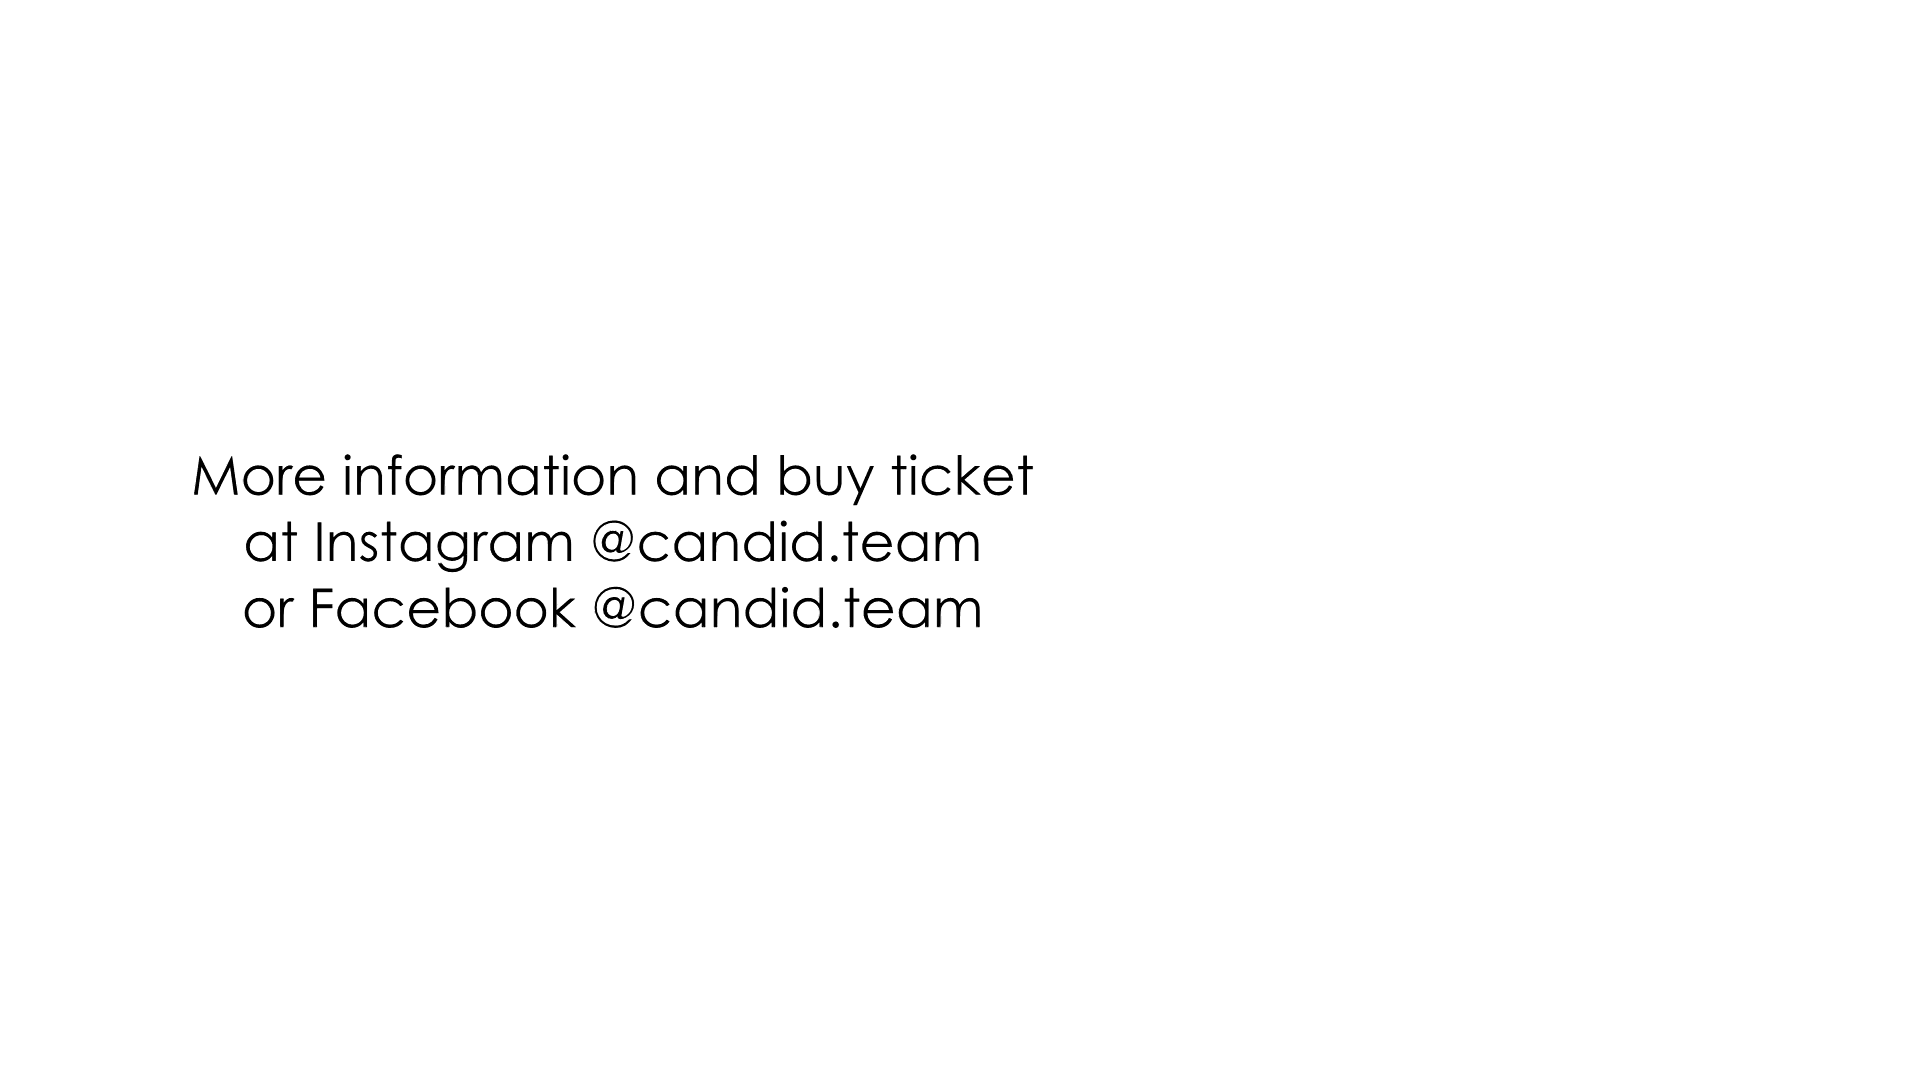 More information and buy ticket
at Instagram @candid.team
or Facebook @candid.team